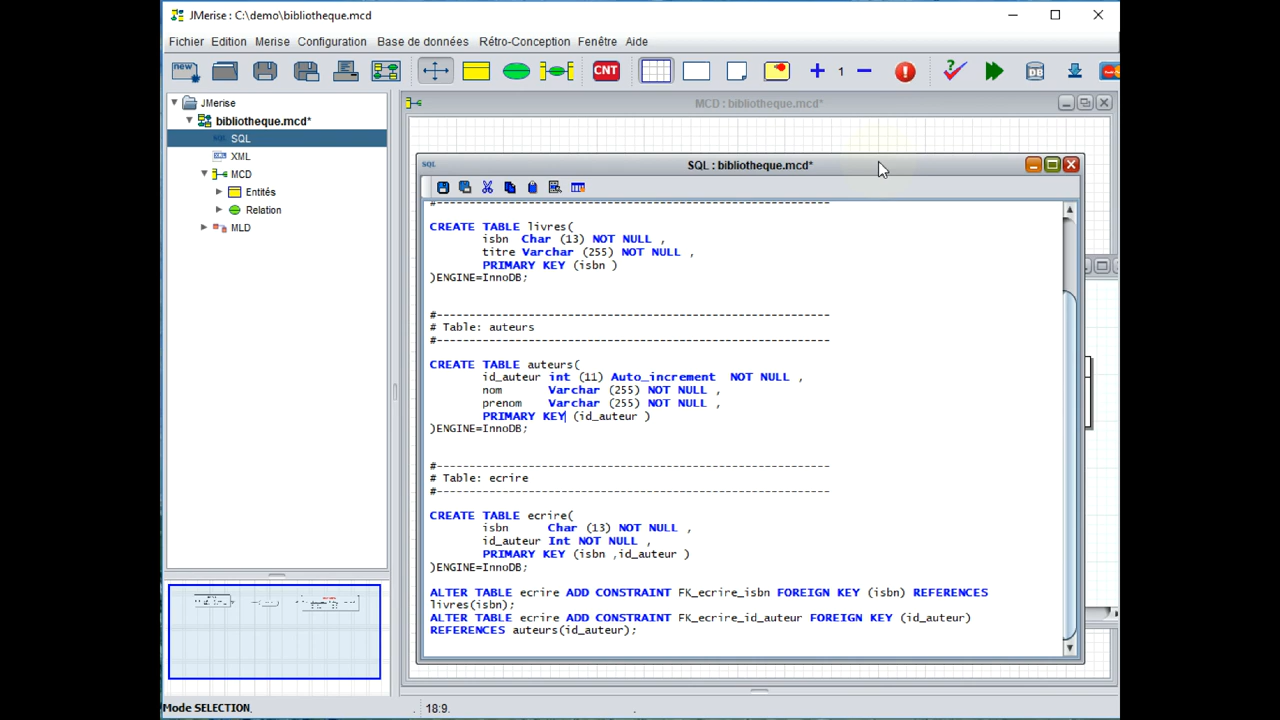 JMerise : C:\demo\bibliotheque.mcd
Fichier Edition Merise Configuration Base de données Rétro-Conception Fenêtre Aide
new CNT 1 DB
JMerise
bibliotheque.mcd*
SQL
XML
MCD
Entités
Relation
MLD
MCD : bibliotheque.mcd*
SQL SQL : bibliotheque.mcd*
#------------------------------------------------------------
CREATE TABLE livres(
isbn Char (13) NOT NULL ,
titre Varchar (255) NOT NULL ,
PRIMARY KEY (isbn )
)ENGINE=InnoDB;
#------------------------------------------------------------
# Table: auteurs
#------------------------------------------------------------
CREATE TABLE auteurs(
id_auteur int (11) Auto_increment NOT NULL ,
nom Varchar (255) NOT NULL ,
prenom Varchar (255) NOT NULL ,
PRIMARY KEY (id_auteur )
)ENGINE=InnoDB;
#------------------------------------------------------------
# Table: ecrire
#------------------------------------------------------------
CREATE TABLE ecrire(
isbn Char (13) NOT NULL ,
id_auteur Int NOT NULL ,
PRIMARY KEY (isbn ,id_auteur )
)ENGINE=InnoDB;
ALTER TABLE ecrire ADD CONSTRAINT FK_ecrire_isbn FOREIGN KEY (isbn) REFERENCES
livres(isbn);
ALTER TABLE ecrire ADD CONSTRAINT FK_ecrire_id_auteur FOREIGN KEY (id_auteur)
REFERENCES auteurs(id_auteur);
Mode SELECTION. . 18:9. .